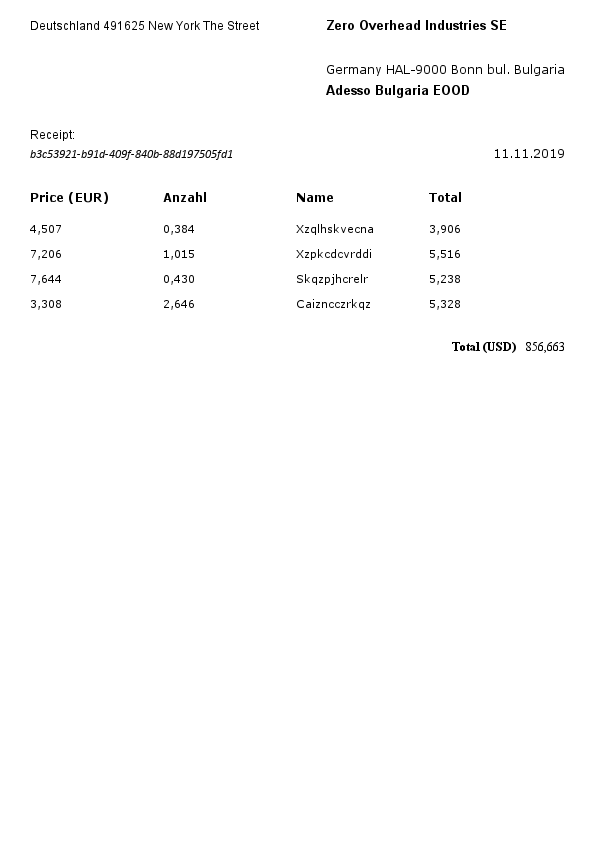 Deutschland 491625 New York The Street
Zero Overhead Industries SE
Germany HAL-9000 Bonn bul. Bulgaria
Adesso Bulgaria EOOD
Receipt:
b3c53921-b91d-409f-840b-88d197505fd1 11.11.2019
Price (EUR) Anzahl Name Total
4,507 0,384 Xzqlhskvecna 3,906
7,206 1,015 Xzpkcdcvrddi 5,516
7,644 0,430 Skqzpjhcrelr 5,238
3,308 2,646 Caizncczrkqz 5,328
Total (USD) 856,663